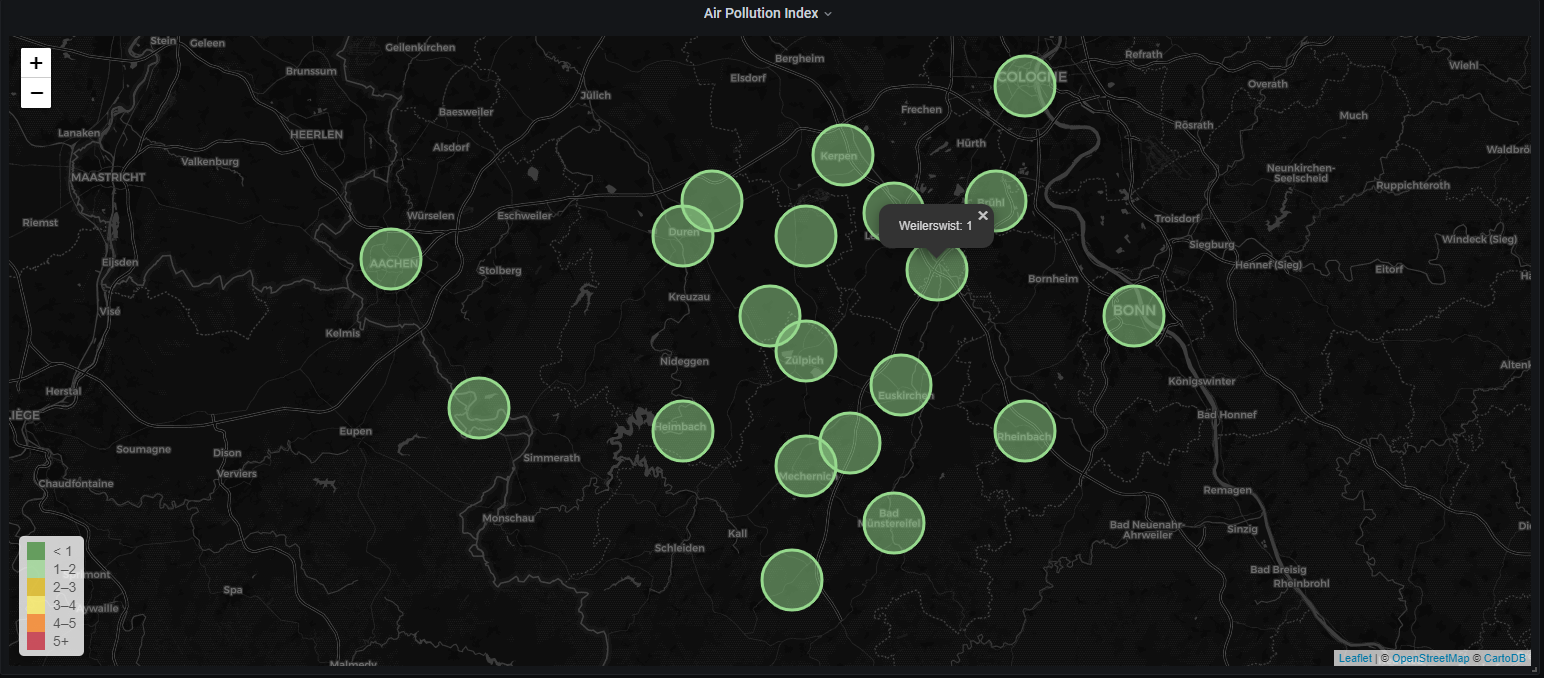 Air Pollution Index
Stein
Geleen
Geilenkirchen
Bergheim
Refrath
Wiehl
+
−
Brunssum
Elsdorf
COLOGNE
Overath
Jülich
Baesweiler
Frechen
Much
Lanaken
HEERLEN
Rösrath
Valkenburg
Alsdorf
Kerpen
Hürth
Waldbrö
MAASTRICHT
Neunkirchen-
Seelscheid
Ruppichteroth
Riemst
Würselen
Eschweiler
Brühl
Troisdorf
Duren
Le
Weilerswist: 1
×
Siegburg
Windeck (Sieg)
Eijsden
AACHEN
Stolberg
Bornheim
Hennef (Sieg)
Eitorf
Ha
Visé
Kreuzau
BONN
Kelmis
Nideggen
Zülpich
Altenk
Herstal
Euskirchen
Königswinter
LIÈGE
Bad Honnef
Eupen
Heimbach
Rheinbach
Soumagne
Dison
Simmerath
Verviers
Mechernich
Chaudfontaine
Remagen
Monschau
Bad
Münstereifel
Kall
Bad Neuenahr-
Ahrweiler
Sinzig
Die
Schleiden
Bad Breisig
Rheinbrohl
mont
Spa
Aywaille
Malmedy
< 1
1–2
2–3
3–4
4–5
5+
Leaflet | © OpenStreetMap © CartoDB